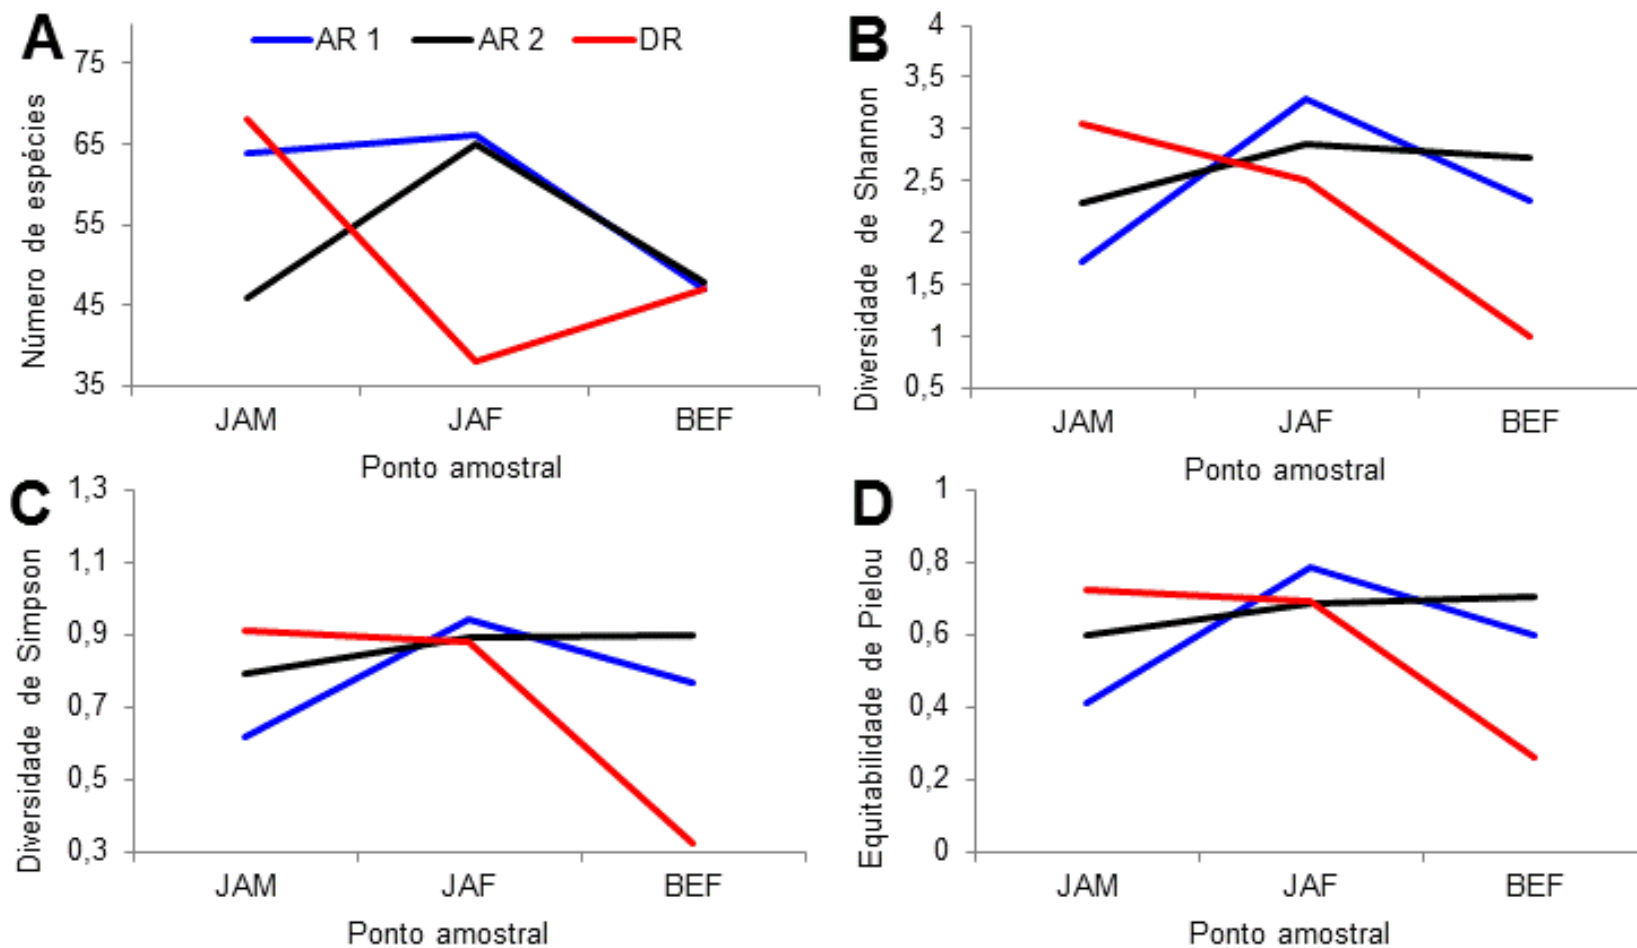 A
AR 1 AR 2 DR
Número de espécies
75
65
55
45
35
JAM JAF BEF
Ponto amostral
B
Diversidade de Shannon
4
3,5
3
2,5
2
1,5
1
0,5
JAM JAF BEF
Ponto amostral
C
Diversidade de Simpson
1,3
1,1
0,9
0,7
0,5
0,3
JAM JAF BEF
Ponto amostral
D
Equitabilidade de Pielou
1
0,8
0,6
0,4
0,2
0
JAM JAF BEF
Ponto amostral